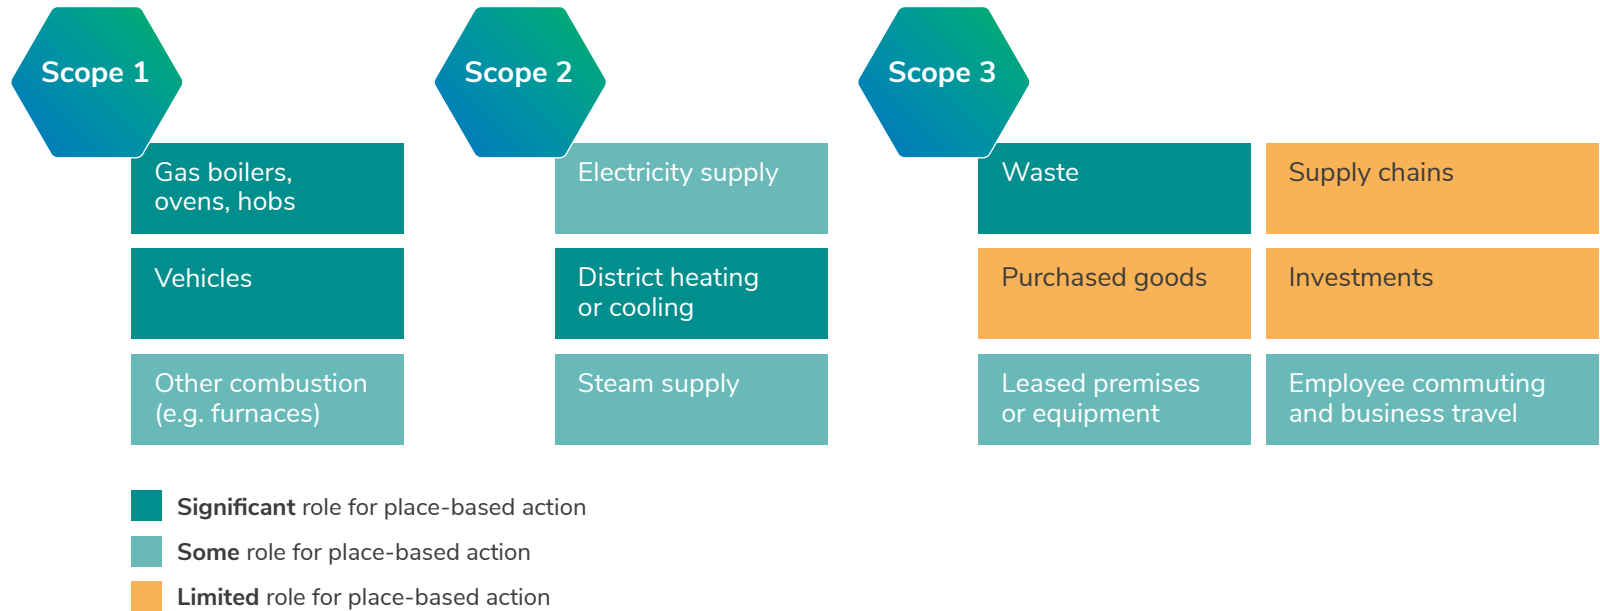 Scope 1
Gas boilers,
ovens, hobs
Vehicles
Other combustion
(e.g. furnaces)
Scope 2
Electricity supply
District heating
or cooling
Steam supply
Scope 3
Waste
Purchased goods
Leased premises
or equipment
Supply chains
Investments
Employee commuting
and business travel
Significant role for place-based action
Some role for place-based action
Limited role for place-based action